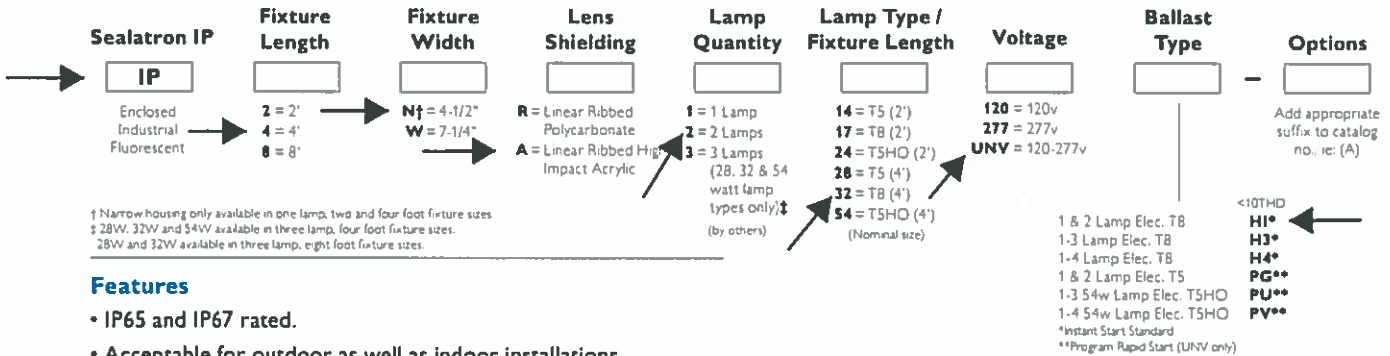 Sealatron IP
Fixture Length
Fixture Width
Lens Shielding
Lamp Quantity
Lamp Type / Fixture Length
Voltage
Ballast Type
Options
IP
–
Enclosed
Industrial
Fluorescent
2 = 2'
4 = 4'
8 = 8'
N† = 4-1/2"
W = 7-1/4"
R = Linear Ribbed
Polycarbonate
A = Linear Ribbed High
Impact Acrylic
1 = 1 Lamp
2 = 2 Lamps
3 = 3 Lamps
(28, 32 & 54
watt lamp
types only)‡
(by others)
14 = T5 (2')
17 = T8 (2')
24 = T5HO (2')
28 = T5 (4')
32 = T8 (4')
54 = T5HO (4')
(Nominal size)
120 = 120v
277 = 277v
UNV = 120-277v
Add appropriate
suffix to catalog
no., ie: (A)
<10THD
1 & 2 Lamp Elec. T8 H1*
1-3 Lamp Elec. T8 H3*
1-4 Lamp Elec. T8 H4*
1 & 2 Lamp Elec. T5 PG**
1-3 54w Lamp Elec. T5HO PU**
1-4 54w Lamp Elec. T5HO PV**
*Instant Start Standard
**Program Rapid Start (UNV only)
† Narrow housing only available in one lamp, two and four foot fixture sizes.
‡ 28W, 32W and 54W available in three lamp, four foot fixture sizes.
28W and 32W available in three lamp, eight foot fixture sizes.
Features
• IP65 and IP67 rated.
• Acceptable for outdoor as well as indoor installations